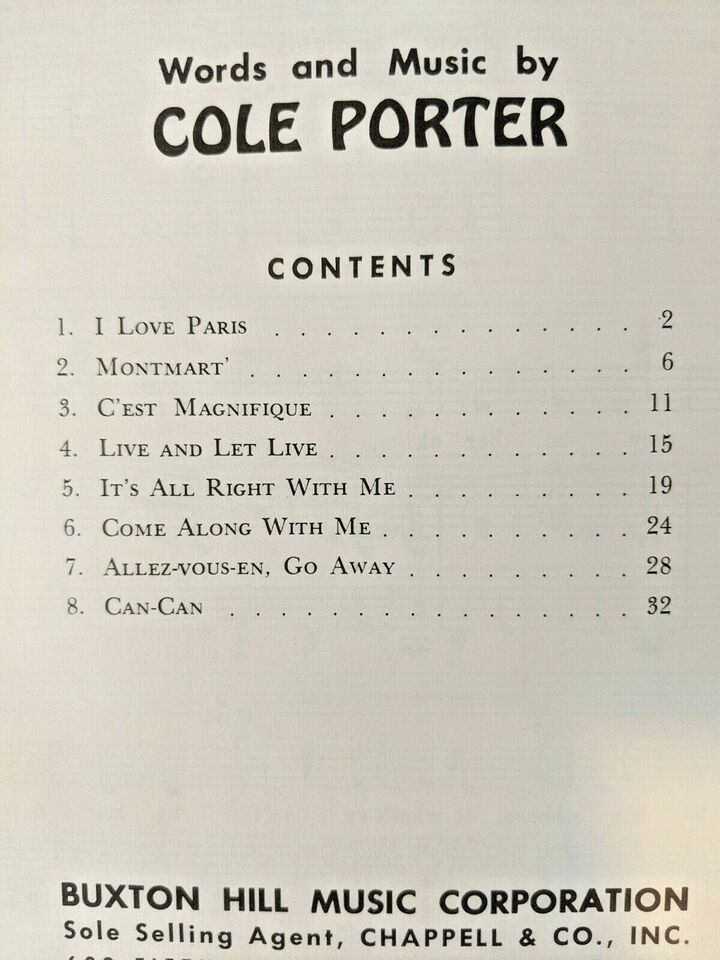 Words and Music by
COLE PORTER
CONTENTS
1. I LOVE PARIS . . . . . . . . . . . . . . 2
2. MONTMART' . . . . . . . . . . . . . . . 6
3. C'EST MAGNIFIQUE . . . . . . . . . . . . 11
4. LIVE AND LET LIVE . . . . . . . . . . . . 15
5. IT'S ALL RIGHT WITH ME . . . . . . . . . 19
6. COME ALONG WITH ME . . . . . . . . . . 24
7. ALLEZ-VOUS-EN, GO AWAY . . . . . . . . . 28
8. CAN-CAN . . . . . . . . . . . . . . . . 32
BUXTON HILL MUSIC CORPORATION
Sole Selling Agent, CHAPPELL & CO., INC.